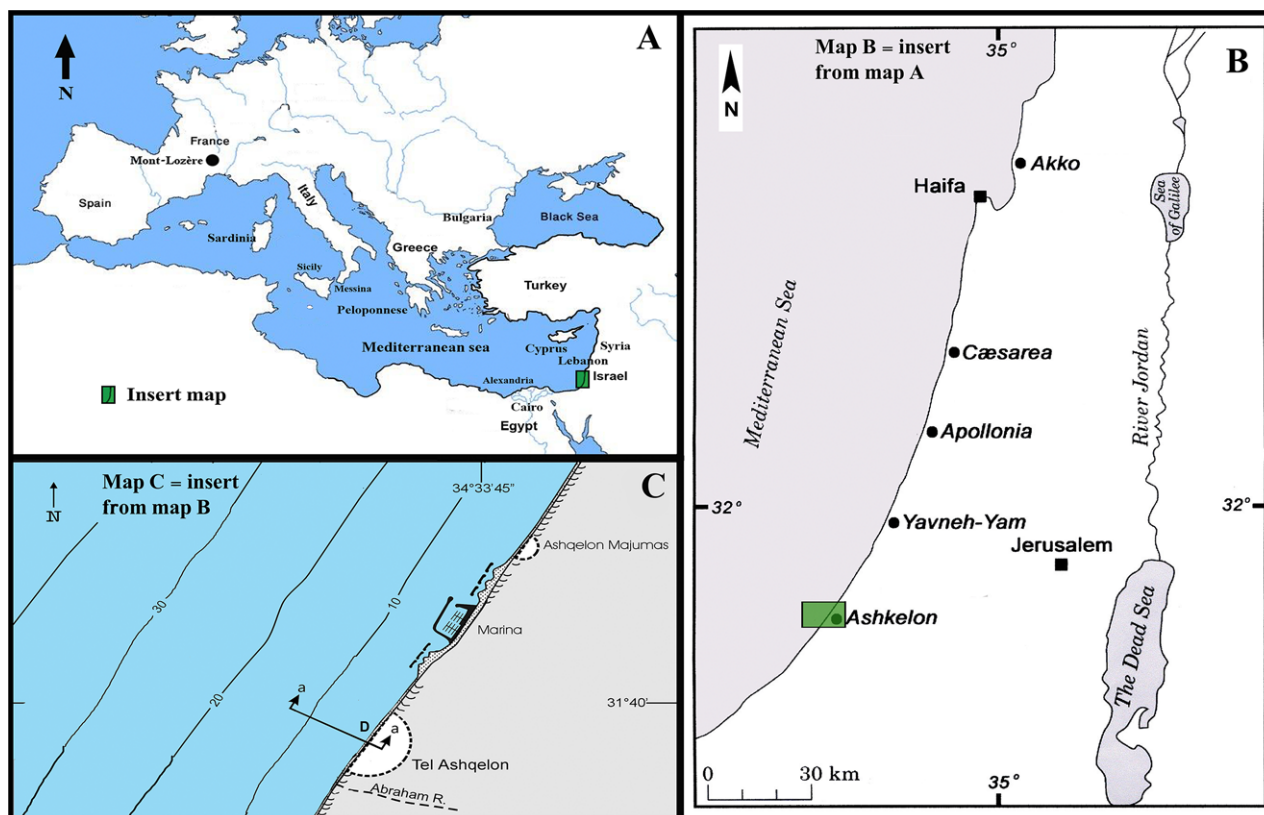 A
N
France
Mont-Lozère
Spain
Italy
Sardinia
Sicily
Messina
Bulgaria
Black Sea
Greece
Turkey
Peloponnese
Mediterranean sea
Cyprus
Syria
Lebanon
Israel
Alexandria
Cairo
Egypt
Insert map
B
Map B = insert
from map A
35°
N
Akko
Haifa
Sea
of Galilee
Mediterranean Sea
Cæsarea
River Jordan
Apollonia
32°
32°
Yavneh-Yam
Jerusalem
Ashkelon
The Dead Sea
0
30 km
35°
C
Map C = insert
from map B
N
34°33'45"
Ashqelon Majumas
30
10
Marina
20
a
31°40'
D
a
Tel Ashqelon
Abraham R.